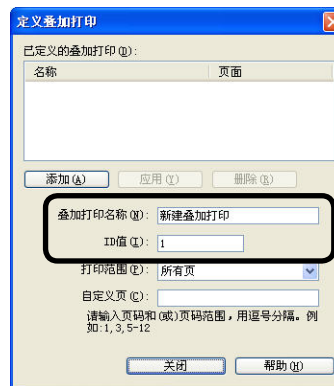 定义叠加打印
已定义的叠加打印(D):
名称 页面
添加(A) 应用(Y) 删除(R)
叠加打印名称(N): 新建叠加打印
ID值(I): 1
打印范围(P): 所有页
自定义页(C):
请输入页码和(或)页码范围，用逗号分隔。例
如:1,3,5-12
关闭 帮助(H)